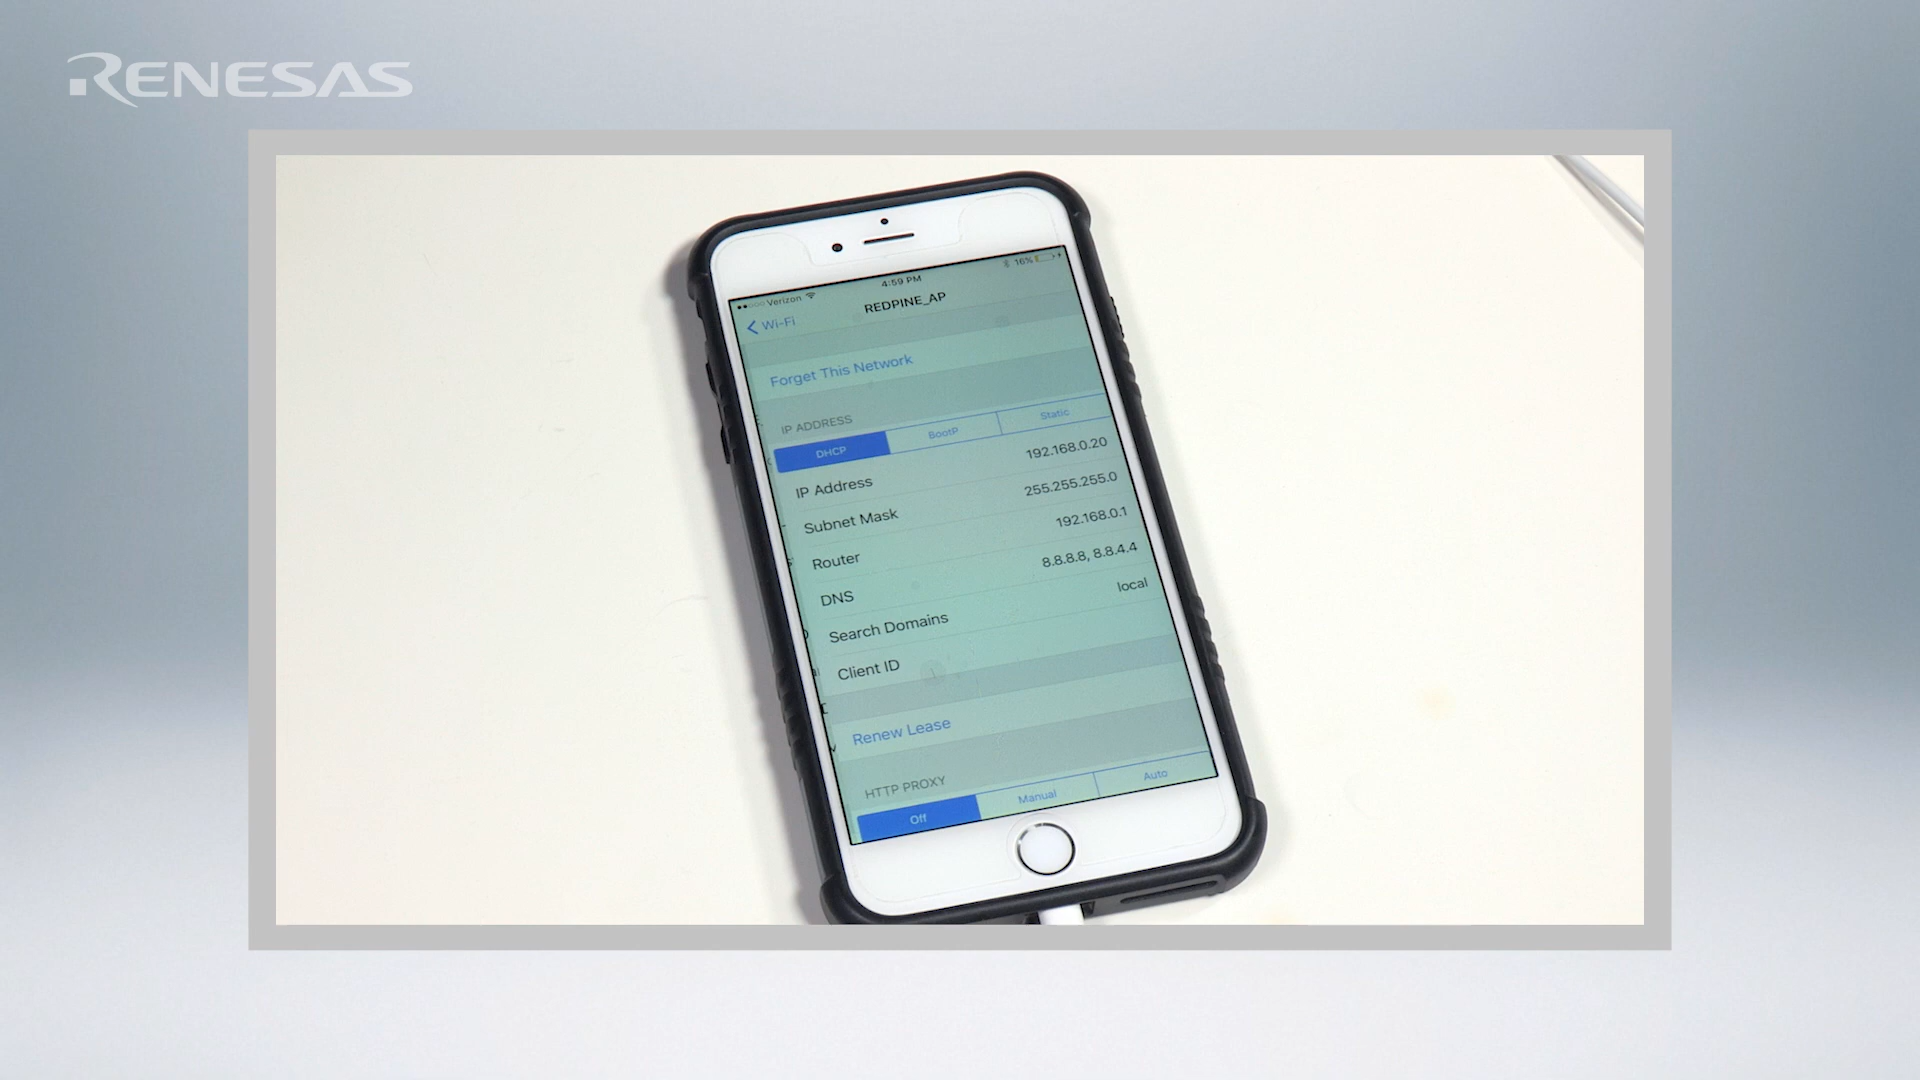 RENESAS
Verizon 4:59 PM 16%
Wi-Fi REDPINE_AP
Forget This Network
IP ADDRESS
DHCP BootP Static
IP Address 192.168.0.20
Subnet Mask 255.255.255.0
Router 192.168.0.1
DNS 8.8.8.8, 8.8.4.4
Search Domains local
Client ID
Renew Lease
HTTP PROXY
Off Manual Auto